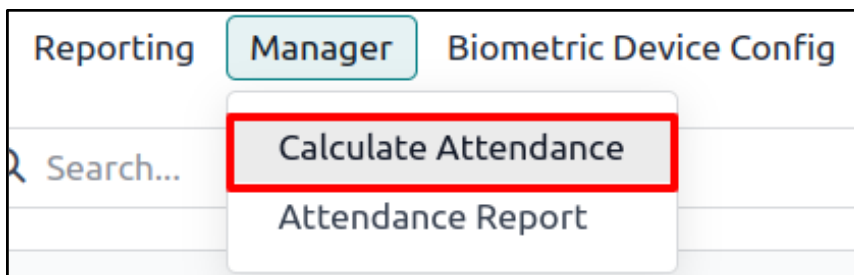 Reporting Manager Biometric Device Config
Search...
Calculate Attendance
Attendance Report